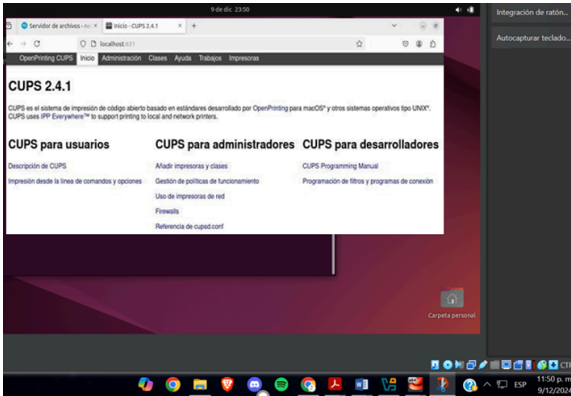 9 de dic 23:50
Integración de ratón...
Autocapturar teclado...
Servidor de archivos
Inicio - CUPS 2.4.1
localhost:631
OpenPrinting CUPS Inicio Administración Clases Ayuda Trabajos Impresoras
CUPS 2.4.1
CUPS es el sistema de impresión de código abierto basado en estándares desarrollado por OpenPrinting para macOS® y otros sistemas operativos tipo UNIX®.
CUPS uses IPP Everywhere™ to support printing to local and network printers.
CUPS para usuarios
Descripción de CUPS
Impresión desde la línea de comandos y opciones
CUPS para administradores
Añadir impresoras y clases
Gestión de políticas de funcionamiento
Uso de impresoras de red
Firewalls
Referencia de cupsd.conf
CUPS para desarrolladores
CUPS Programming Manual
Programación de filtros y programas de conexión
Carpeta personal
ESP
11:50 p. m
9/12/2024